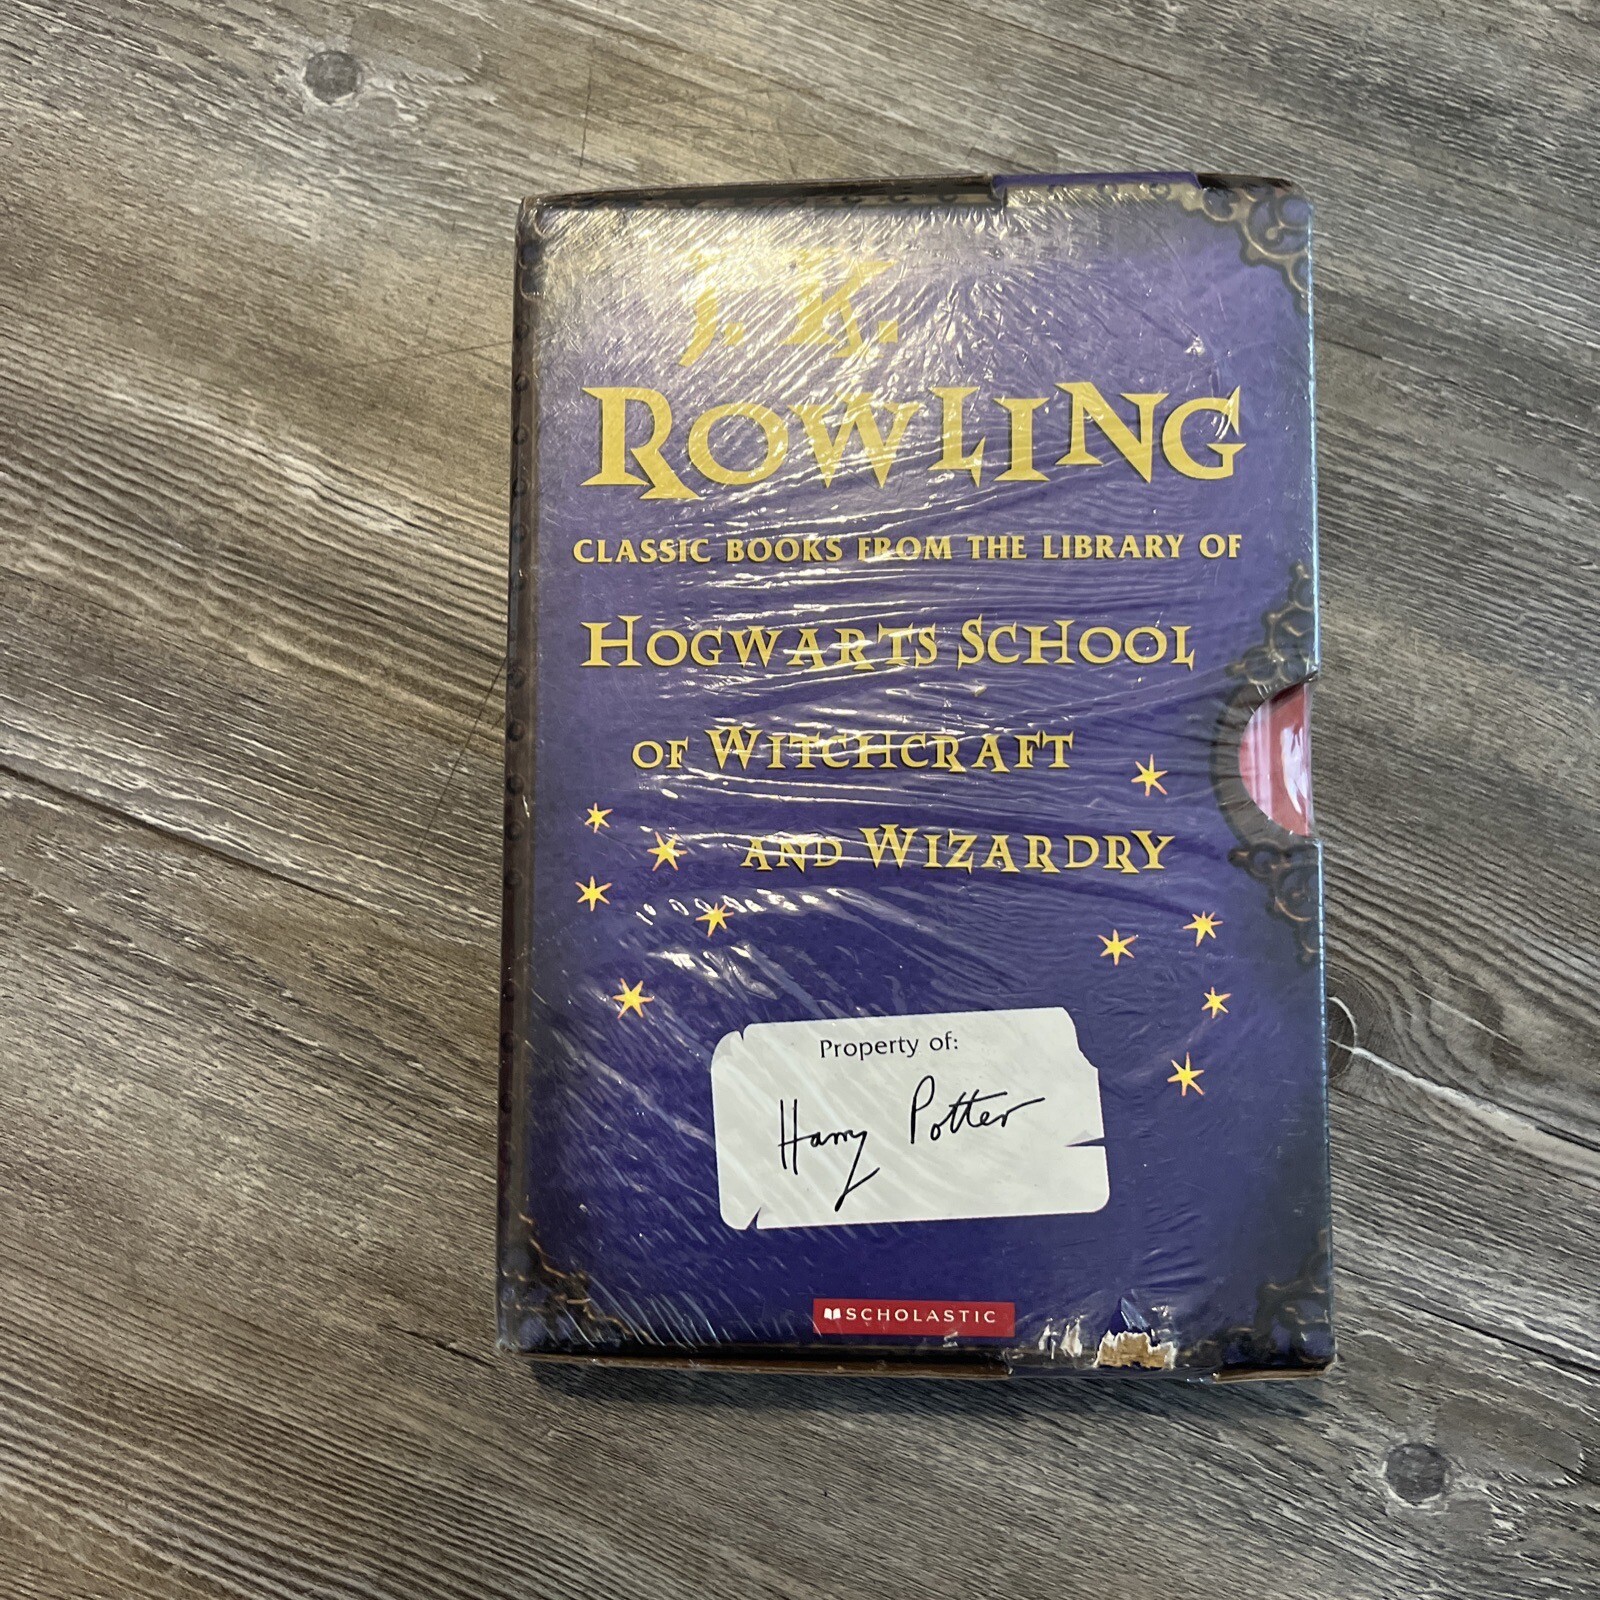 J. K.
ROWLING
CLASSIC BOOKS FROM THE LIBRARY OF
HOGWARTS SCHOOL
OF WITCHCRAFT
AND WIZARDRY
Property of:
Harry Potter
SCHOLASTIC